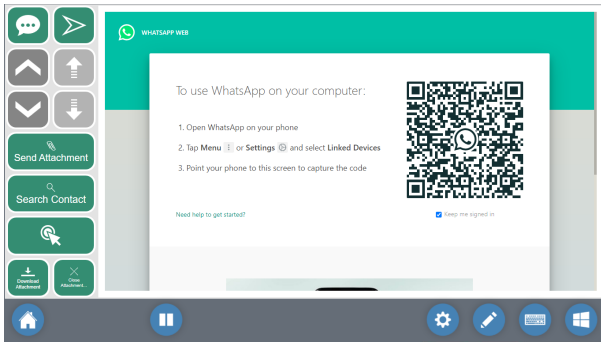 WHATSAPP WEB
To use WhatsApp on your computer:
1. Open WhatsApp on your phone
2. Tap Menu or Settings and select Linked Devices
3. Point your phone to this screen to capture the code
Need help to get started?
Keep me signed in
Send Attachment
Search Contact
Download
Attachment
Close
Attachment...